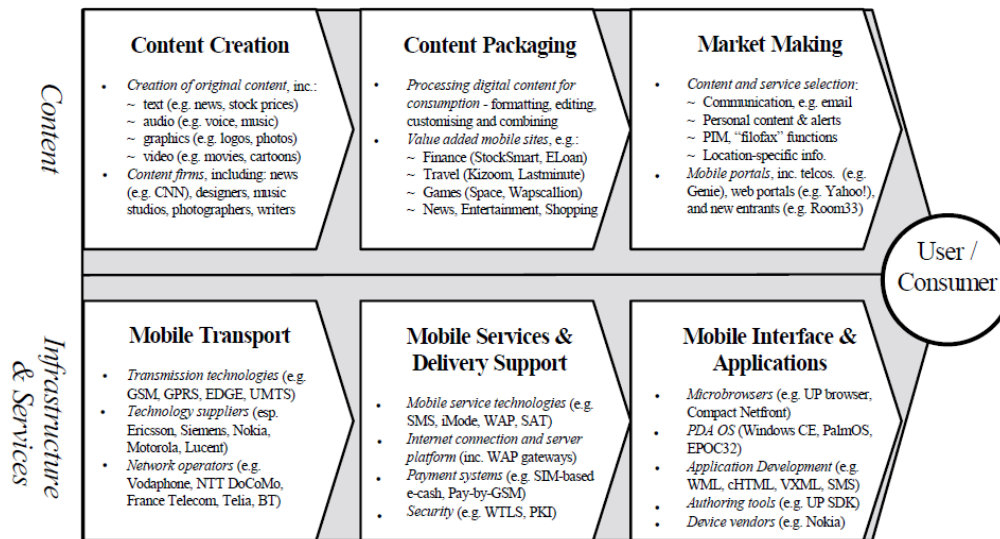 Content
Content Creation
• Creation of original content, inc.:
~ text (e.g. news, stock prices)
~ audio (e.g. voice, music)
~ graphics (e.g. logos, photos)
~ video (e.g. movies, cartoons)
• Content firms, including: news
(e.g. CNN), designers, music
studios, photographers, writers
Content Packaging
• Processing digital content for
consumption - formatting, editing,
customising and combining
• Value added mobile sites, e.g.:
~ Finance (StockSmart, ELoan)
~ Travel (Kizoom, Lastminute)
~ Games (Space, Wapscallion)
~ News, Entertainment, Shopping
Market Making
• Content and service selection:
~ Communication, e.g. email
~ Personal content & alerts
~ PIM, “filofax” functions
~ Location-specific info.
• Mobile portals, inc. telcos. (e.g.
Genie), web portals (e.g. Yahoo!),
and new entrants (e.g. Room33)
User /
Consumer
Infrastructure
& Services
Mobile Transport
• Transmission technologies (e.g.
GSM, GPRS, EDGE, UMTS)
• Technology suppliers (esp.
Ericsson, Siemens, Nokia,
Motorola, Lucent)
• Network operators (e.g.
Vodaphone, NTT DoCoMo,
France Telecom, Telia, BT)
Mobile Services &
Delivery Support
• Mobile service technologies (e.g.
SMS, iMode, WAP, SAT)
• Internet connection and server
platform (inc. WAP gateways)
• Payment systems (e.g. SIM-based
e-cash, Pay-by-GSM)
• Security (e.g. WTLS, PKI)
Mobile Interface &
Applications
• Microbrowsers (e.g. UP browser,
Compact Netfront)
• PDA OS (Windows CE, PalmOS,
EPOC32)
• Application Development (e.g.
WML, cHTML, VXML, SMS)
• Authoring tools (e.g. UP SDK)
• Device vendors (e.g. Nokia)